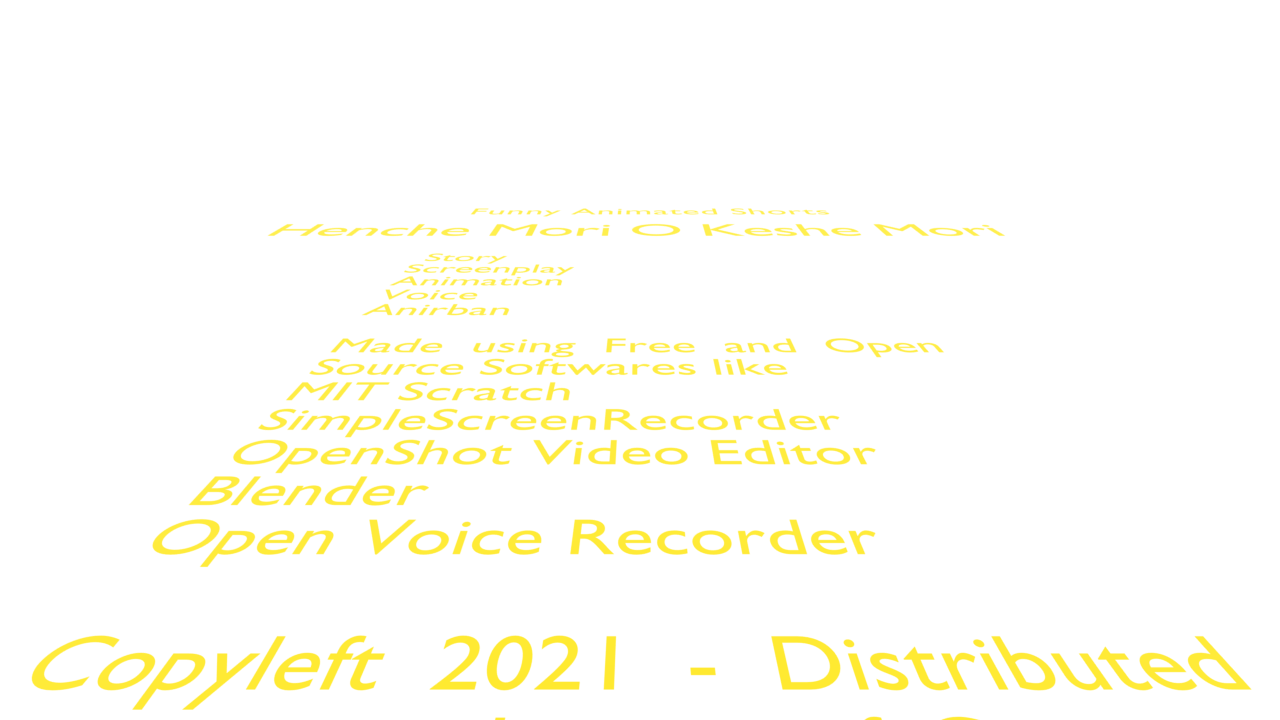 Funny Animated Shorts
Henche Mori O Keshe Mori
Story
Screenplay
Animation
Voice
Anirban
Made using Free and Open
Source Softwares like
MIT Scratch
SimpleScreenRecorder
OpenShot Video Editor
Blender
Open Voice Recorder
Copyleft 2021 - Distributed